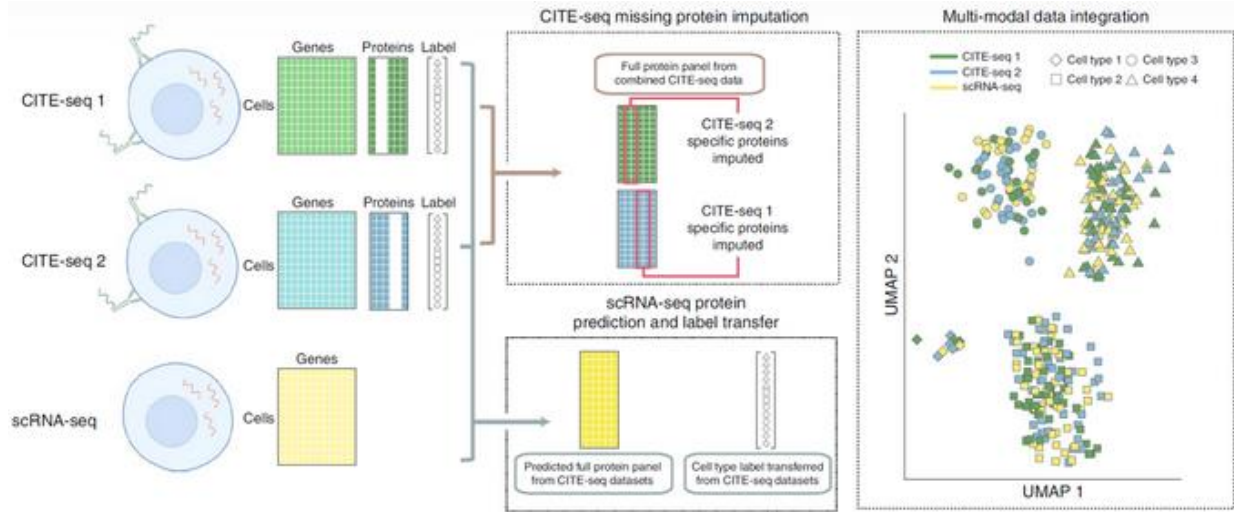 CITE-seq missing protein imputation
Multi-modal data integration
Genes
Proteins
Label
CITE-seq 1
Cells
Full protein panel from
combined CITE-seq data
CITE-seq 2
specific proteins
imputed
CITE-seq 1
specific proteins
imputed
Genes
Proteins
Label
CITE-seq 2
Cells
scRNA-seq protein
prediction and label transfer
Genes
scRNA-seq
Cells
Predicted full protein panel
from CITE-seq datasets
Cell type label transferred
from CITE-seq datasets
CITE-seq 1
CITE-seq 2
scRNA-seq
Cell type 1
Cell type 3
Cell type 2
Cell type 4
UMAP 2
UMAP 1